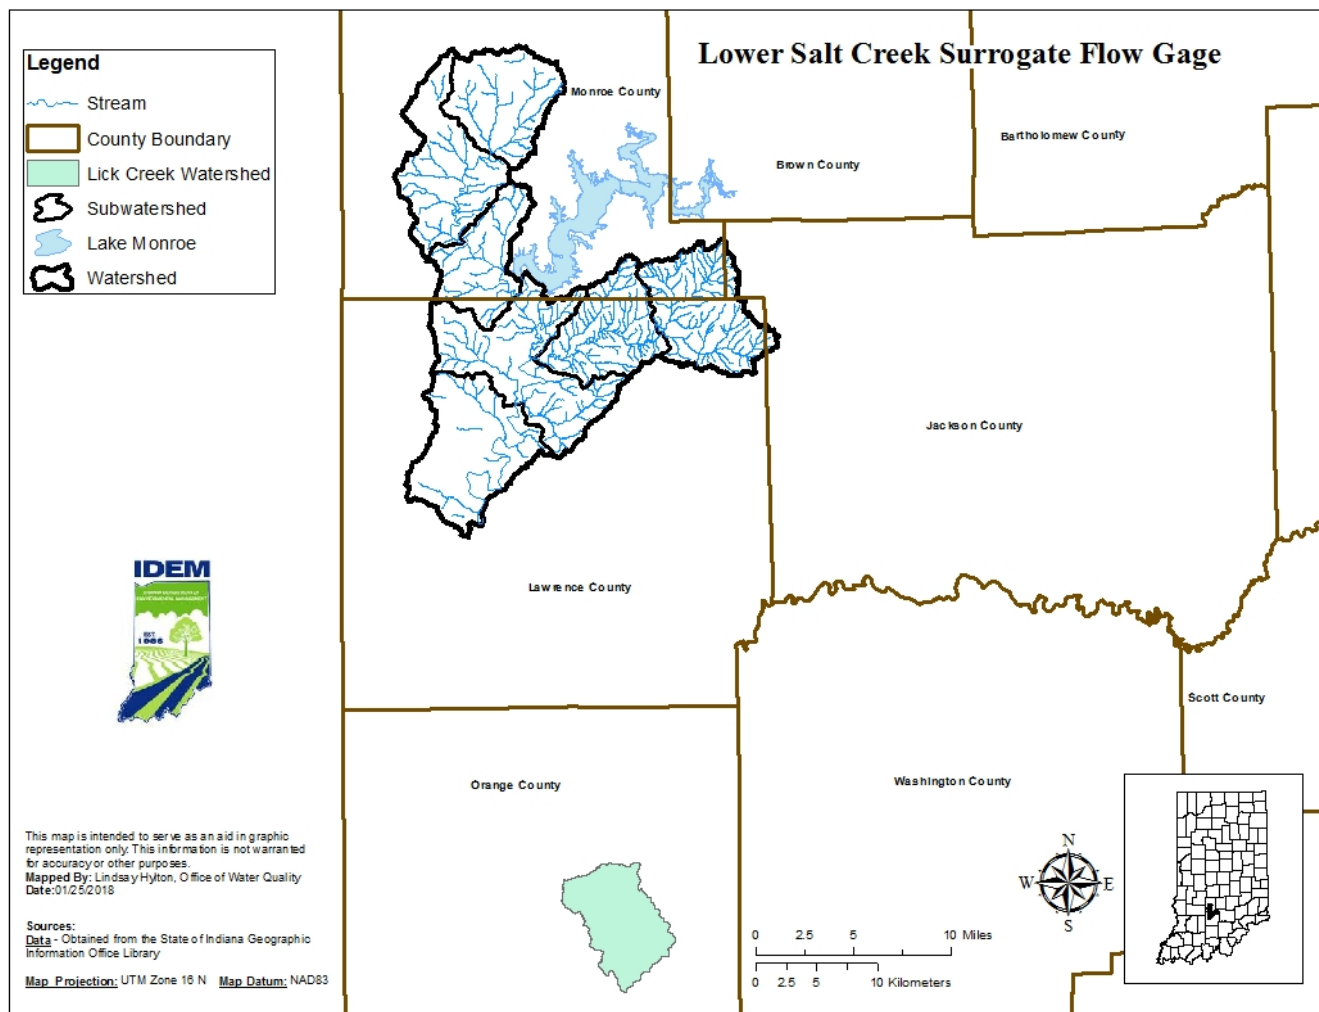 Lower Salt Creek Surrogate Flow Gage
Legend
Stream
County Boundary
Lick Creek Watershed
Subwatershed
Lake Monroe
Watershed
Monroe County
Brown County
Bartholomew County
Jackson County
Lawrence County
Scott County
Orange County
Washington County
IDEM
EST.
1986
This map is intended to serve as an aid in graphic
representation only. This information is not warranted
for accuracy or other purposes.
Mapped By: Lindsay Hylton, Office of Water Quality
Date:01/25/2018
Sources:
Data - Obtained from the State of Indiana Geographic
Information Office Library
Map Projection: UTM Zone 16 N Map Datum: NAD83
N
W E
S
0 2.5 5 10 Miles
0 2.5 5 10 Kilometers